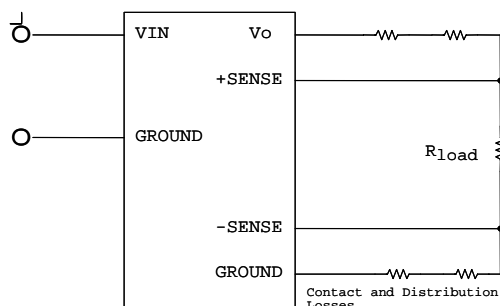 VIN Vo
+SENSE
GROUND
Rload
-SENSE
GROUND
Contact and Distribution
Losses